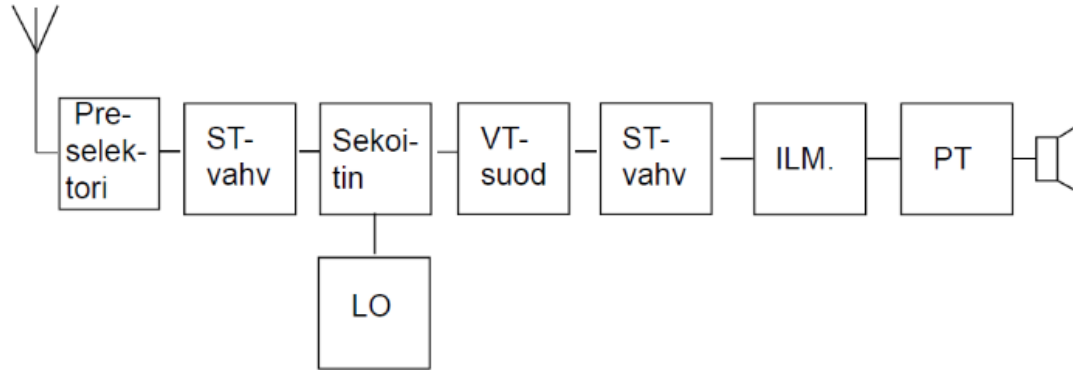 Pre-
selek-
tori
ST-
vahv
Sekoi-
tin
VT-
suod
ST-
vahv
ILM.
PT
LO